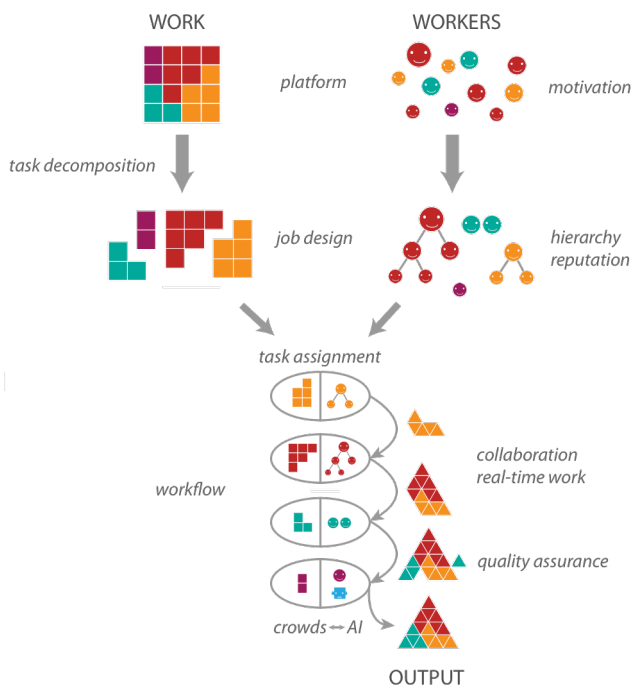 WORK
WORKERS
platform
motivation
task decomposition
job design
hierarchy
reputation
task assignment
collaboration
real-time work
workflow
quality assurance
crowds ↔ AI
OUTPUT